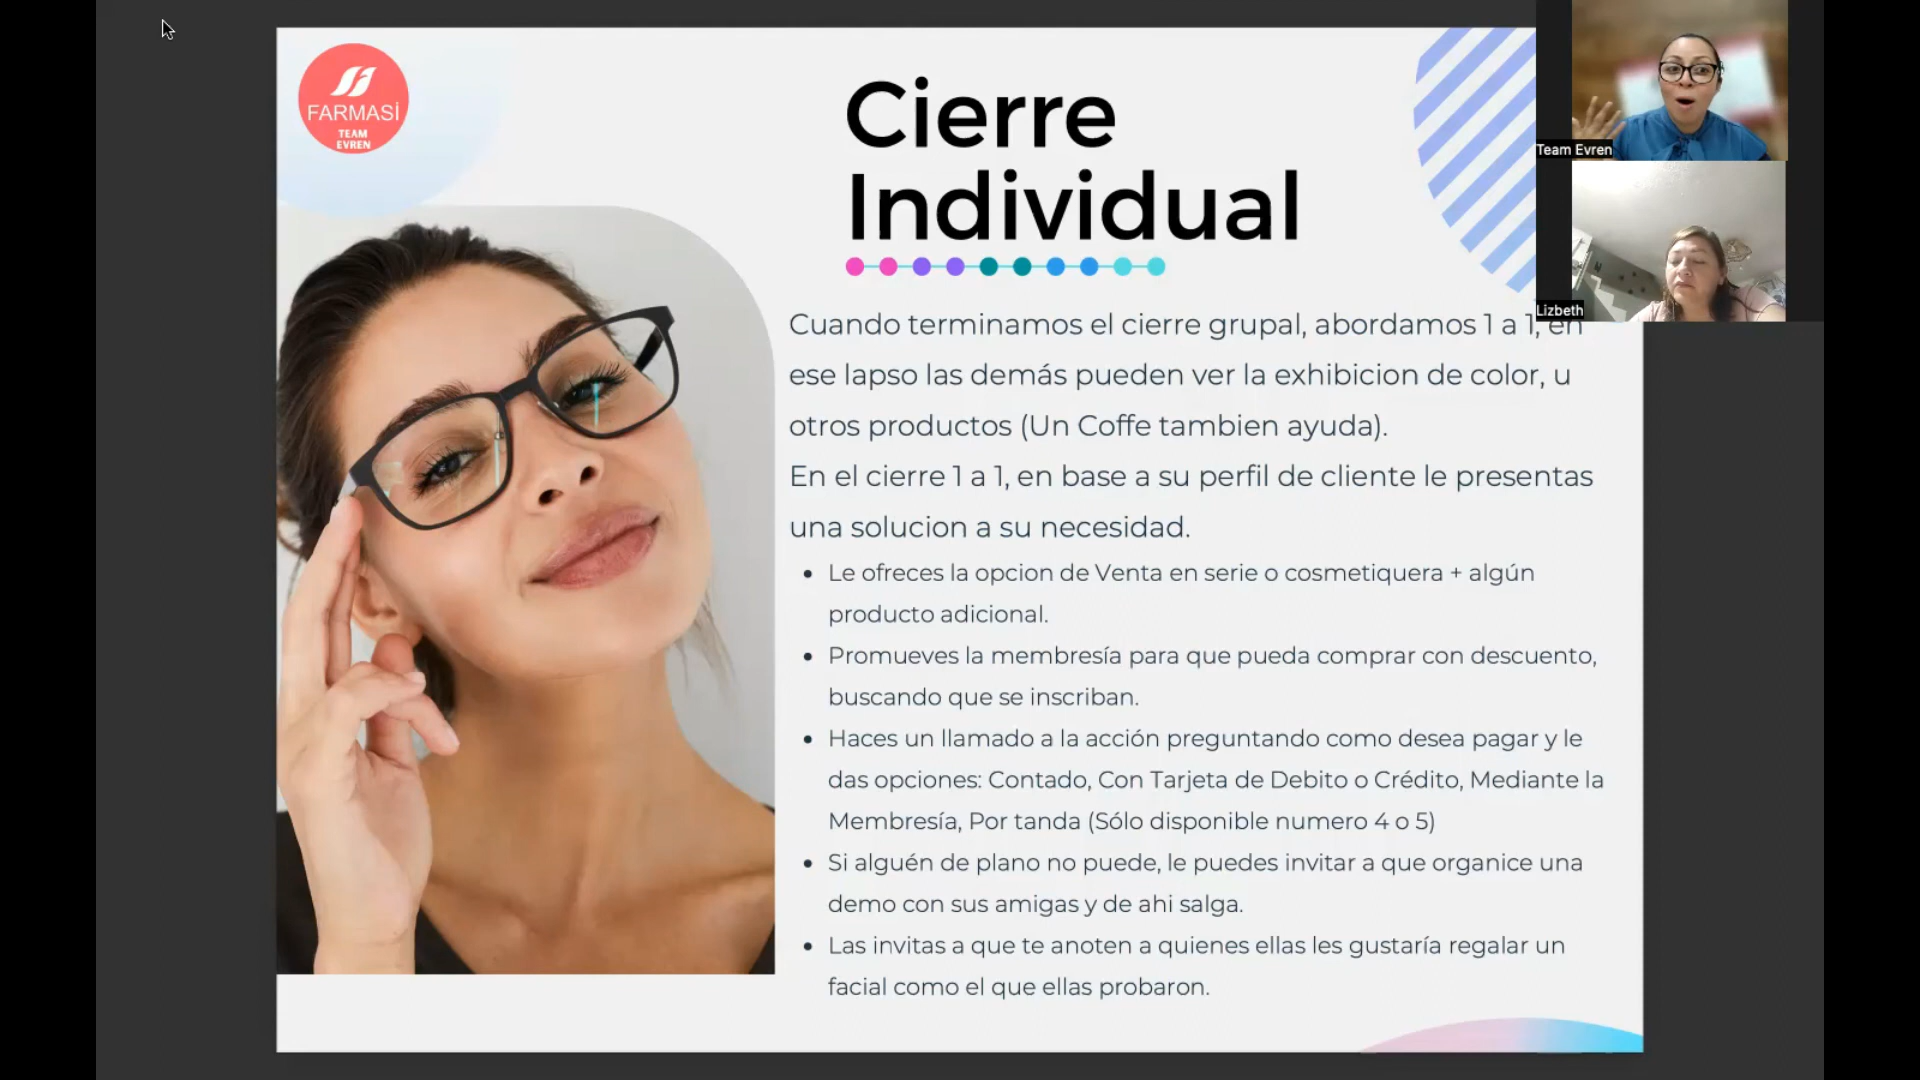 FARMASİ
TEAM
EVREN
Cierre
Individual
Team Evren
Lizbeth
Cuando terminamos el cierre grupal, abordamos 1 a 1, en
ese lapso las demás pueden ver la exhibicion de color, u
otros productos (Un Coffe tambien ayuda).
En el cierre 1 a 1, en base a su perfil de cliente le presentas
una solucion a su necesidad.
• Le ofreces la opcion de Venta en serie o cosmetiquera + algún
producto adicional.
• Promueves la membresía para que pueda comprar con descuento,
buscando que se inscriban.
• Haces un llamado a la acción preguntando como desea pagar y le
das opciones: Contado, Con Tarjeta de Debito o Crédito, Mediante la
Membresía, Por tanda (Sólo disponible numero 4 o 5)
• Si alguén de plano no puede, le puedes invitar a que organice una
demo con sus amigas y de ahi salga.
• Las invitas a que te anoten a quienes ellas les gustaría regalar un
facial como el que ellas probaron.